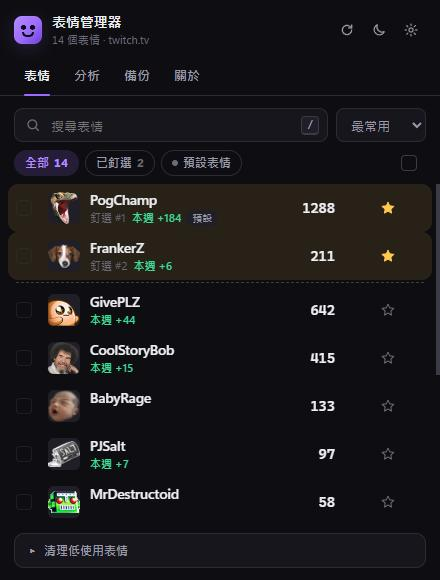 表情管理器
14 個表情 · twitch.tv
表情 分析 備份 關於
搜尋表情 / 最常用
全部 14 已釘選 2 預設表情
PogChamp 1288
釘選 #1 本週 +184 預設
FrankerZ 211
釘選 #2 本週 +6
GivePLZ 642
本週 +44
CoolStoryBob 415
本週 +15
BabyRage 133
PJSalt 97
本週 +7
MrDestructoid 58
清理低使用表情